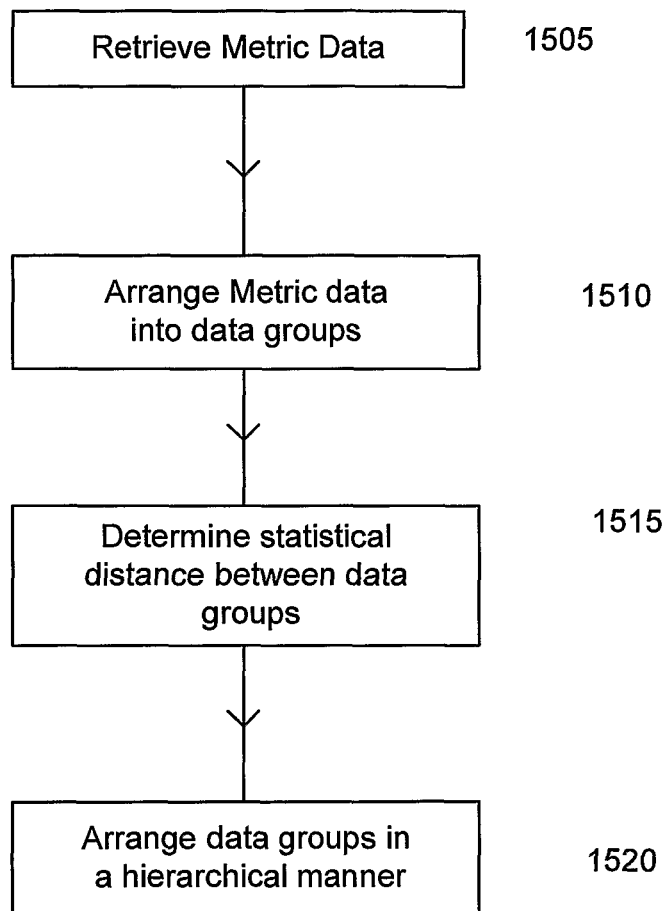 Retrieve Metric Data
1505
Arrange Metric data
into data groups
1510
Determine statistical
distance between data
groups
1515
Arrange data groups in
a hierarchical manner
1520